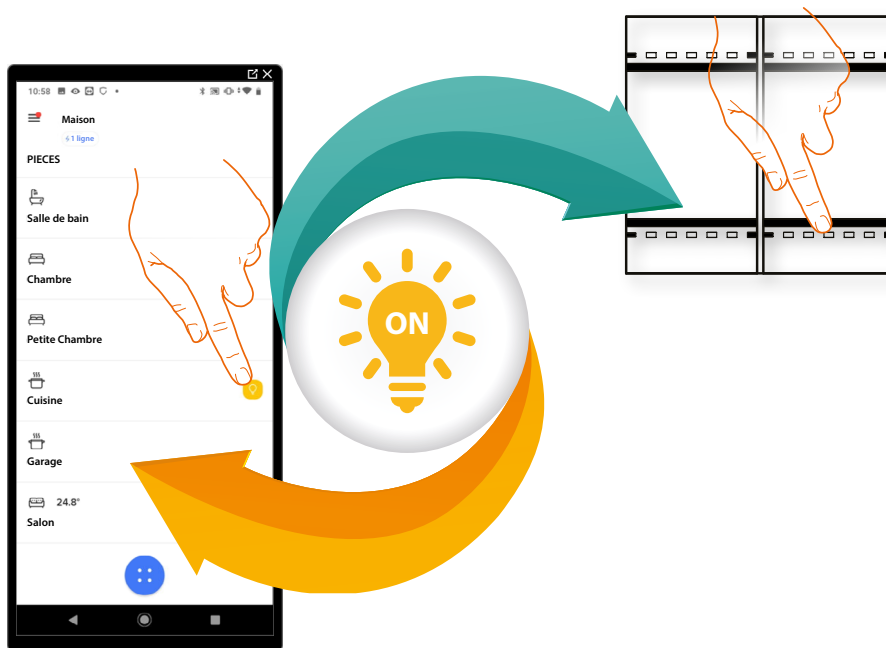 10:58
Maison
1 ligne
PIECES
Salle de bain
Chambre
Petite Chambre
Cuisine
Garage
24.8°
Salon
ON